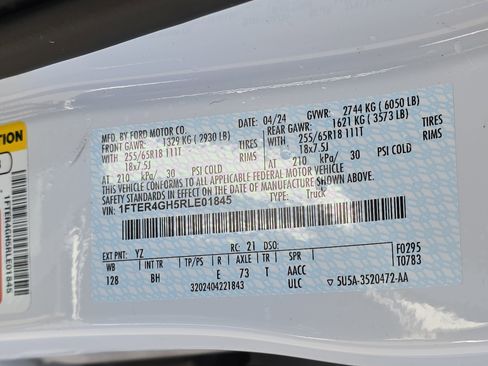 MFD. BY FORD MOTOR CO.
04/24 GVWR: 2744 KG ( 6050 LB)
FRONT GAWR: 1329 KG ( 2930 LB) REAR GAWR: 1621 KG ( 3573 LB)
WITH 255/65R18 111T TIRES WITH 255/65R18 111T TIRES
18x7.5J RIMS 18x7.5J RIMS
AT 210 kPa/ 30 PSI COLD AT 210 kPa/ 30 PSI COLD
THIS VEHICLE CONFORMS TO ALL APPLICABLE FEDERAL MOTOR VEHICLE
SAFETY STANDARDS IN EFFECT ON THE DATE OF MANUFACTURE SHOWN ABOVE.
VIN: 1FTER4GH5RLE01845 TYPE: Truck
EXT PNT: YZ RC: 21 DSO:
WB INT TR TP/PS R AXLE TR SPR F0295
128 BH E 73 T AACC T0783
3202404221843 ULC ▽ 5U5A-3520472-AA
TION
1FTER4GH5RLE01845